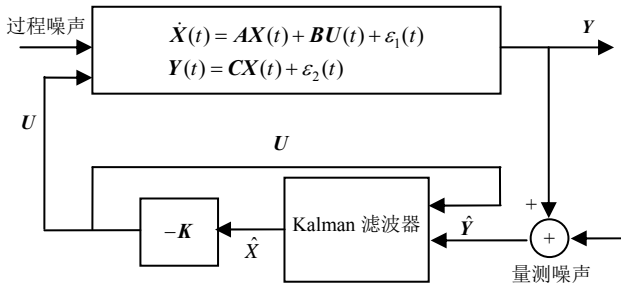 过程噪声
Ẋ(t) = AX(t) + BU(t) + ε₁(t)
Y(t) = CX(t) + ε₂(t)
Y
U
U
-K
X̂
Kalman 滤波器
Ŷ
+
+
量测噪声